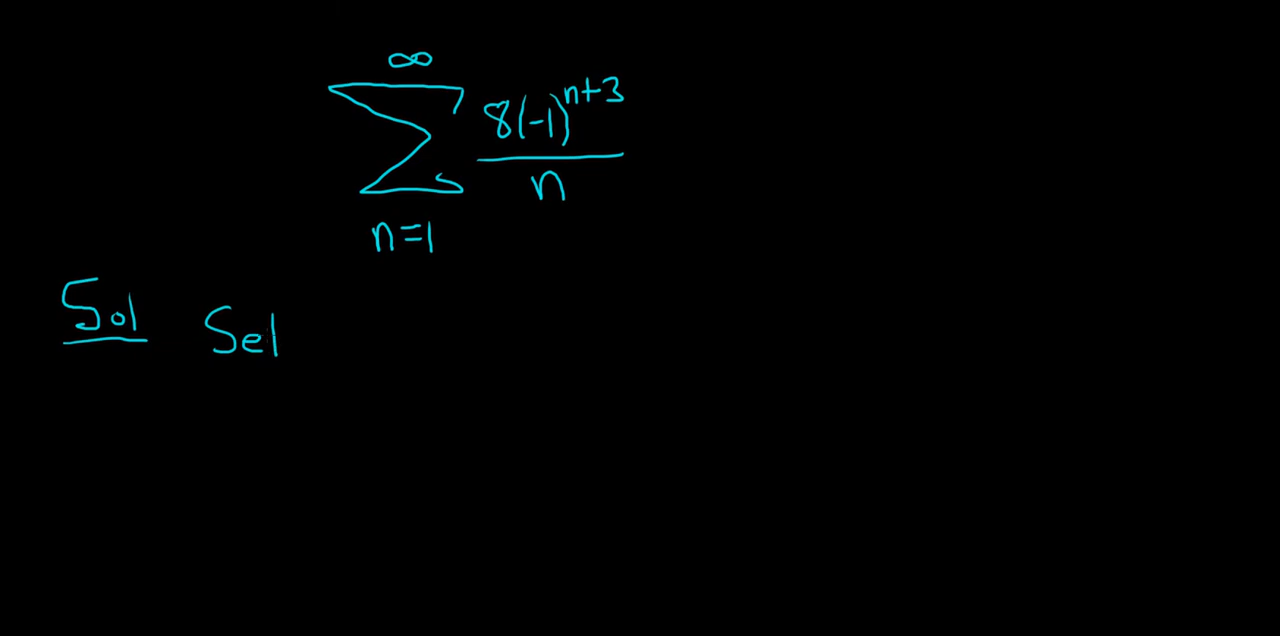 ∞
∑ 8(-1)^{n+3} / n
n=1
Sol Sel